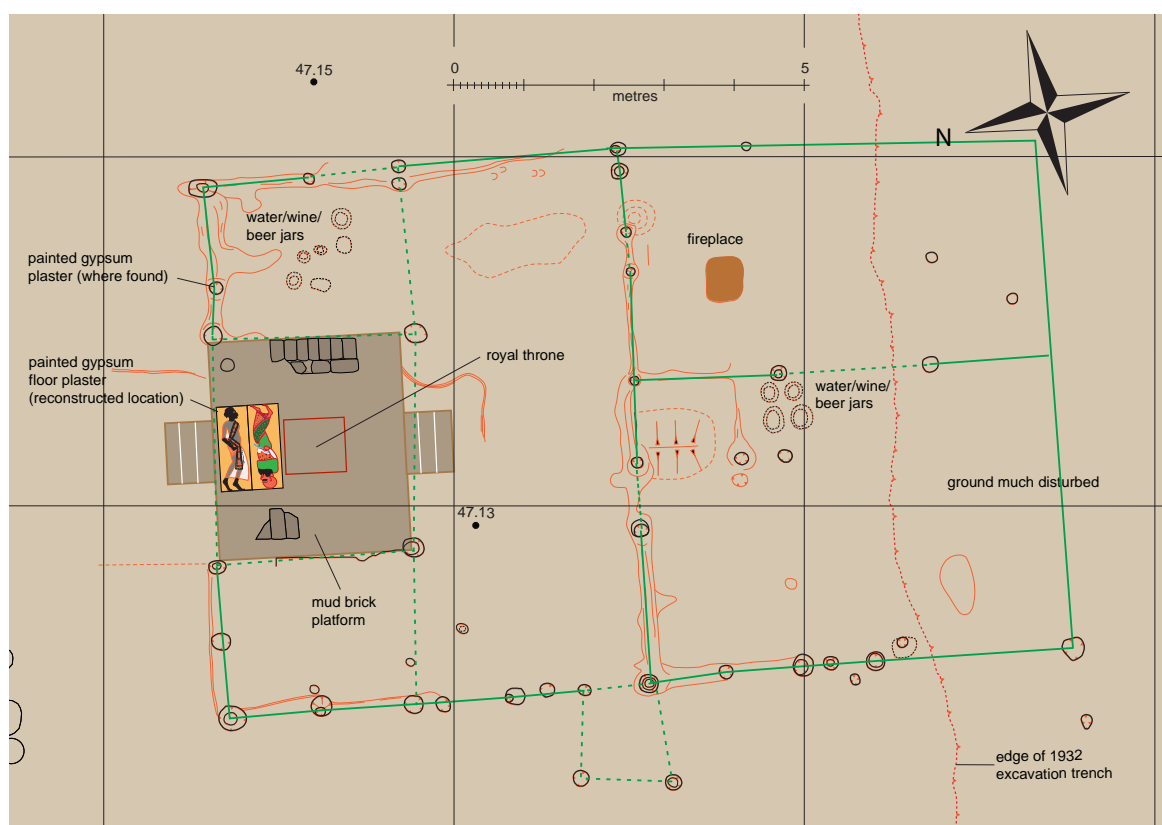 47.15
0
5
metres
N
water/wine/
beer jars
fireplace
painted gypsum
plaster (where found)
royal throne
painted gypsum
floor plaster
(reconstructed location)
water/wine/
beer jars
ground much disturbed
47.13
mud brick
platform
edge of 1932
excavation trench